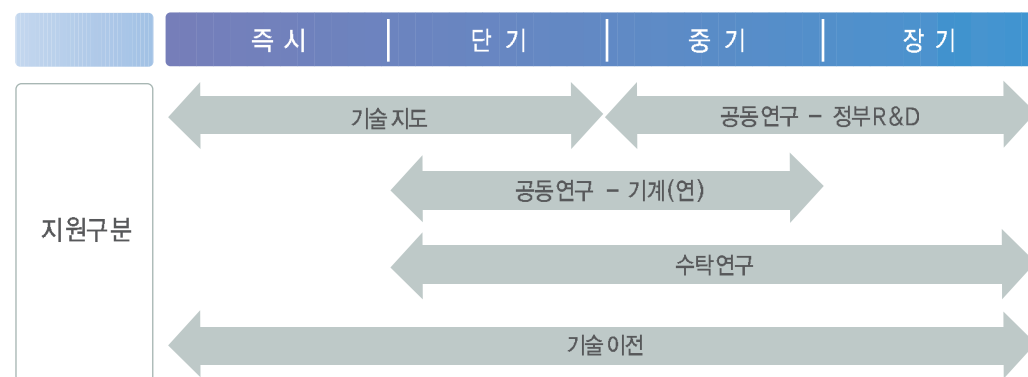 즉 시 단 기 중 기 장 기
기술 지도 공동연구 - 정부R&D
공동연구 - 기계(연)
지원구분
수탁연구
기술 이전